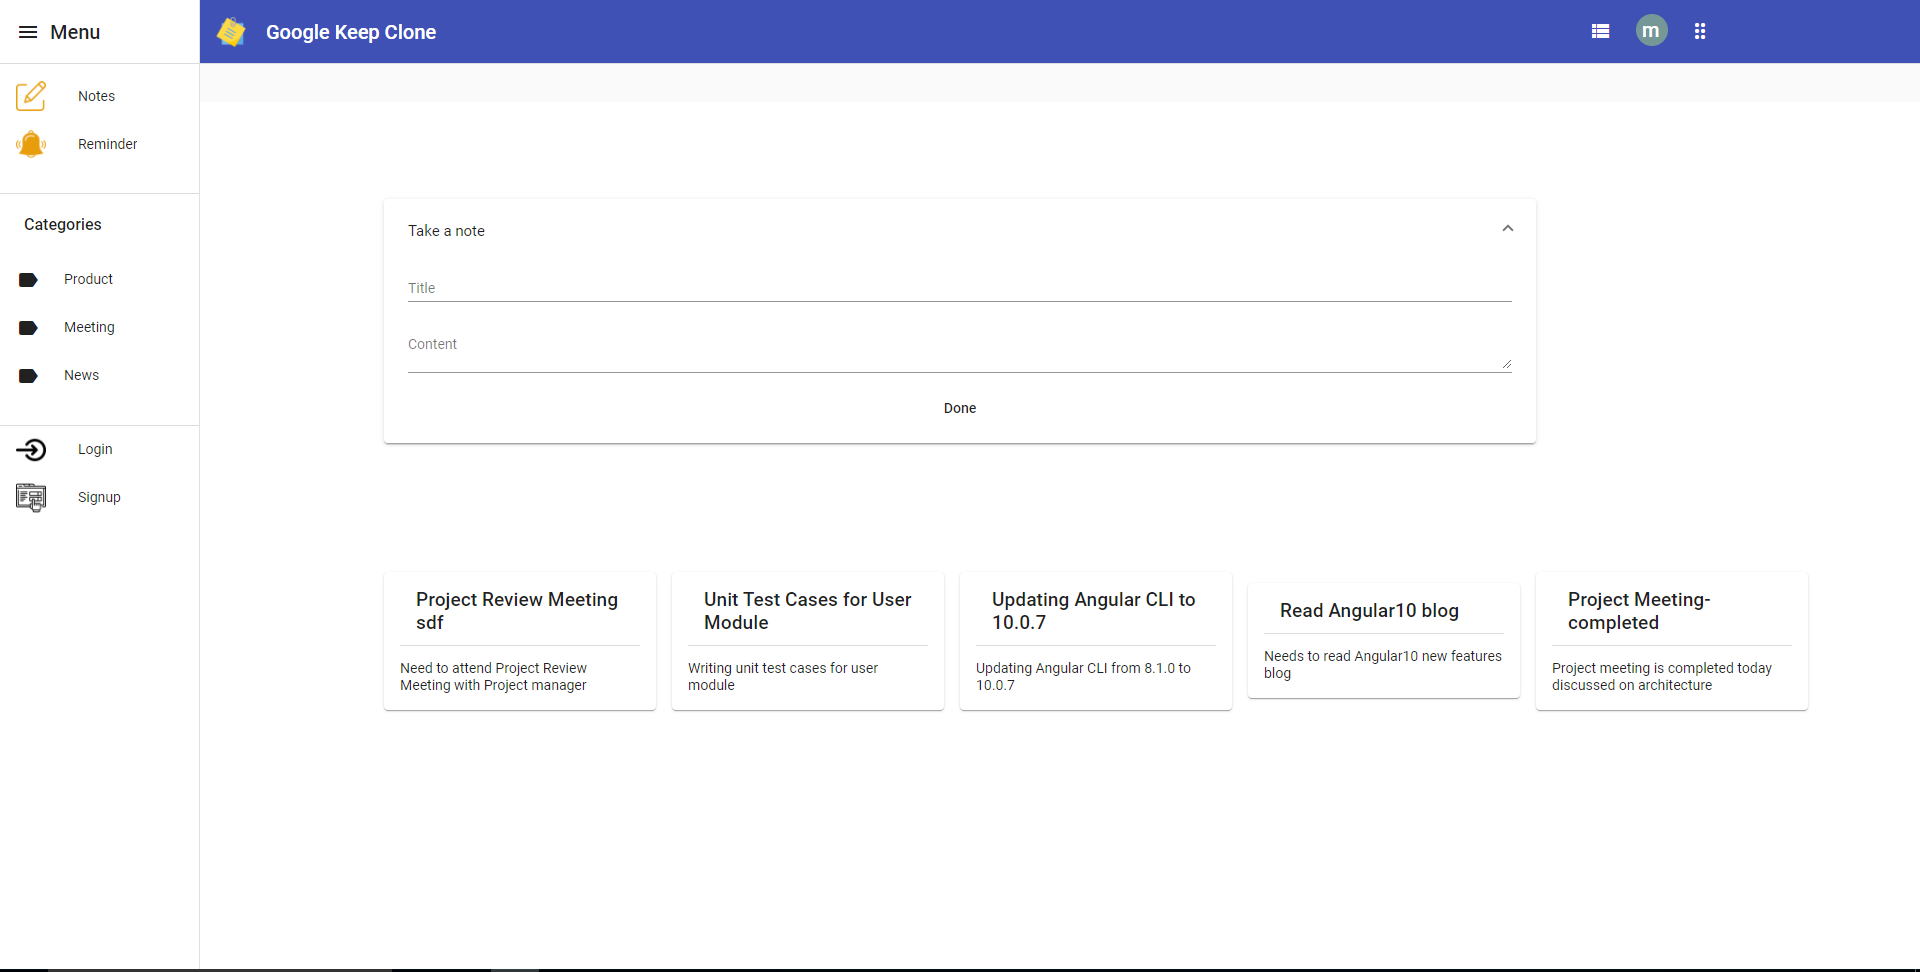 Menu
Google Keep Clone
m
Notes
Reminder
Categories
Product
Meeting
News
Login
Signup
Take a note
Title
Content
Done
Project Review Meeting
sdf
Need to attend Project Review
Meeting with Project manager
Unit Test Cases for User
Module
Writing unit test cases for user
module
Updating Angular CLI to
10.0.7
Updating Angular CLI from 8.1.0 to
10.0.7
Read Angular10 blog
Needs to read Angular10 new features
blog
Project Meeting-
completed
Project meeting is completed today
discussed on architecture